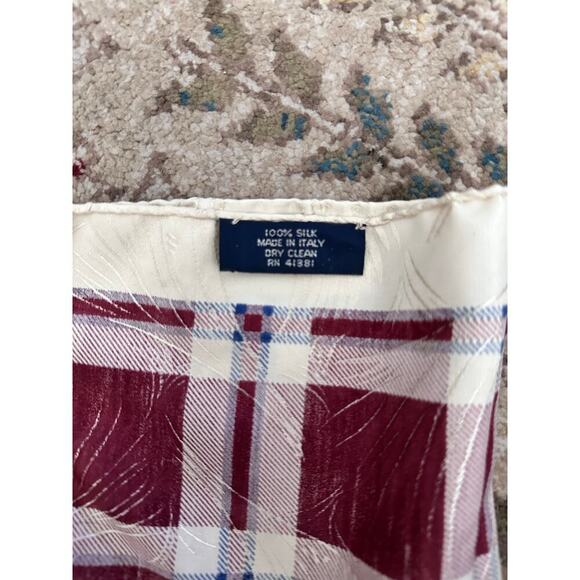 100% SILK
MADE IN ITALY
DRY CLEAN
RN 41381